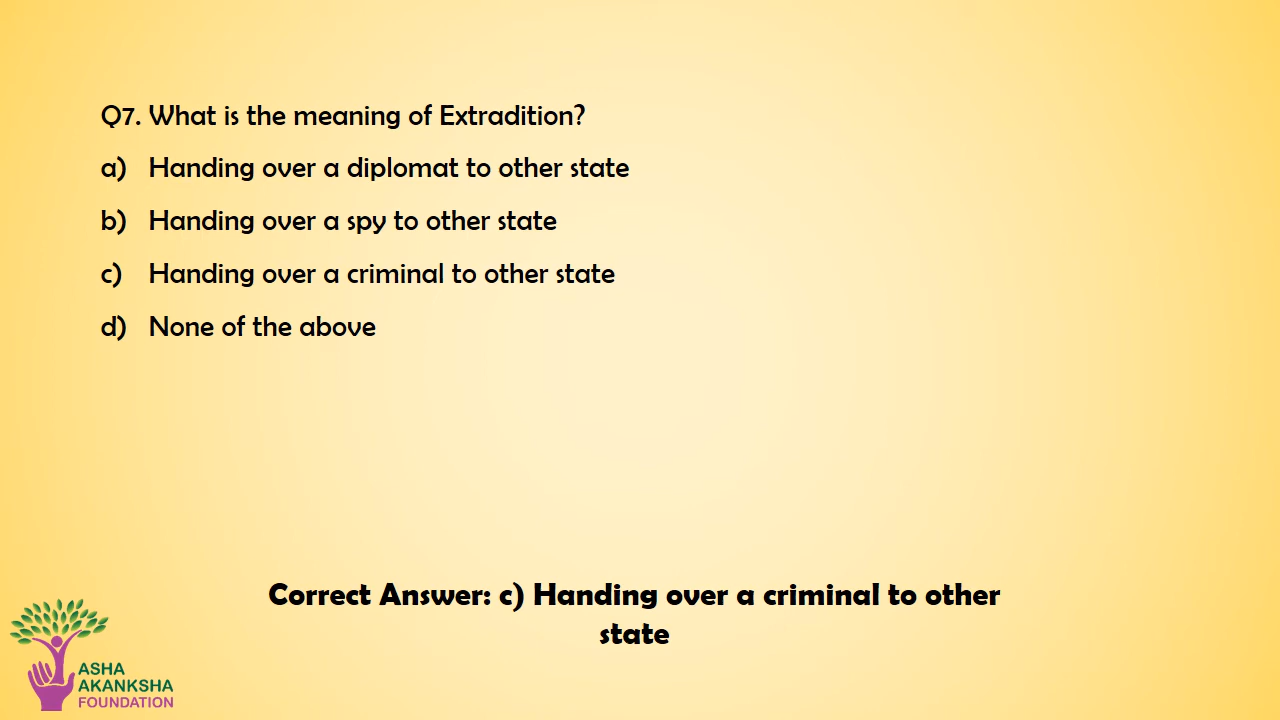 Q7. What is the meaning of Extradition?
a) Handing over a diplomat to other state
b) Handing over a spy to other state
c) Handing over a criminal to other state
d) None of the above
Correct Answer: c) Handing over a criminal to other
state
ASHA
AKANKSHA
FOUNDATION